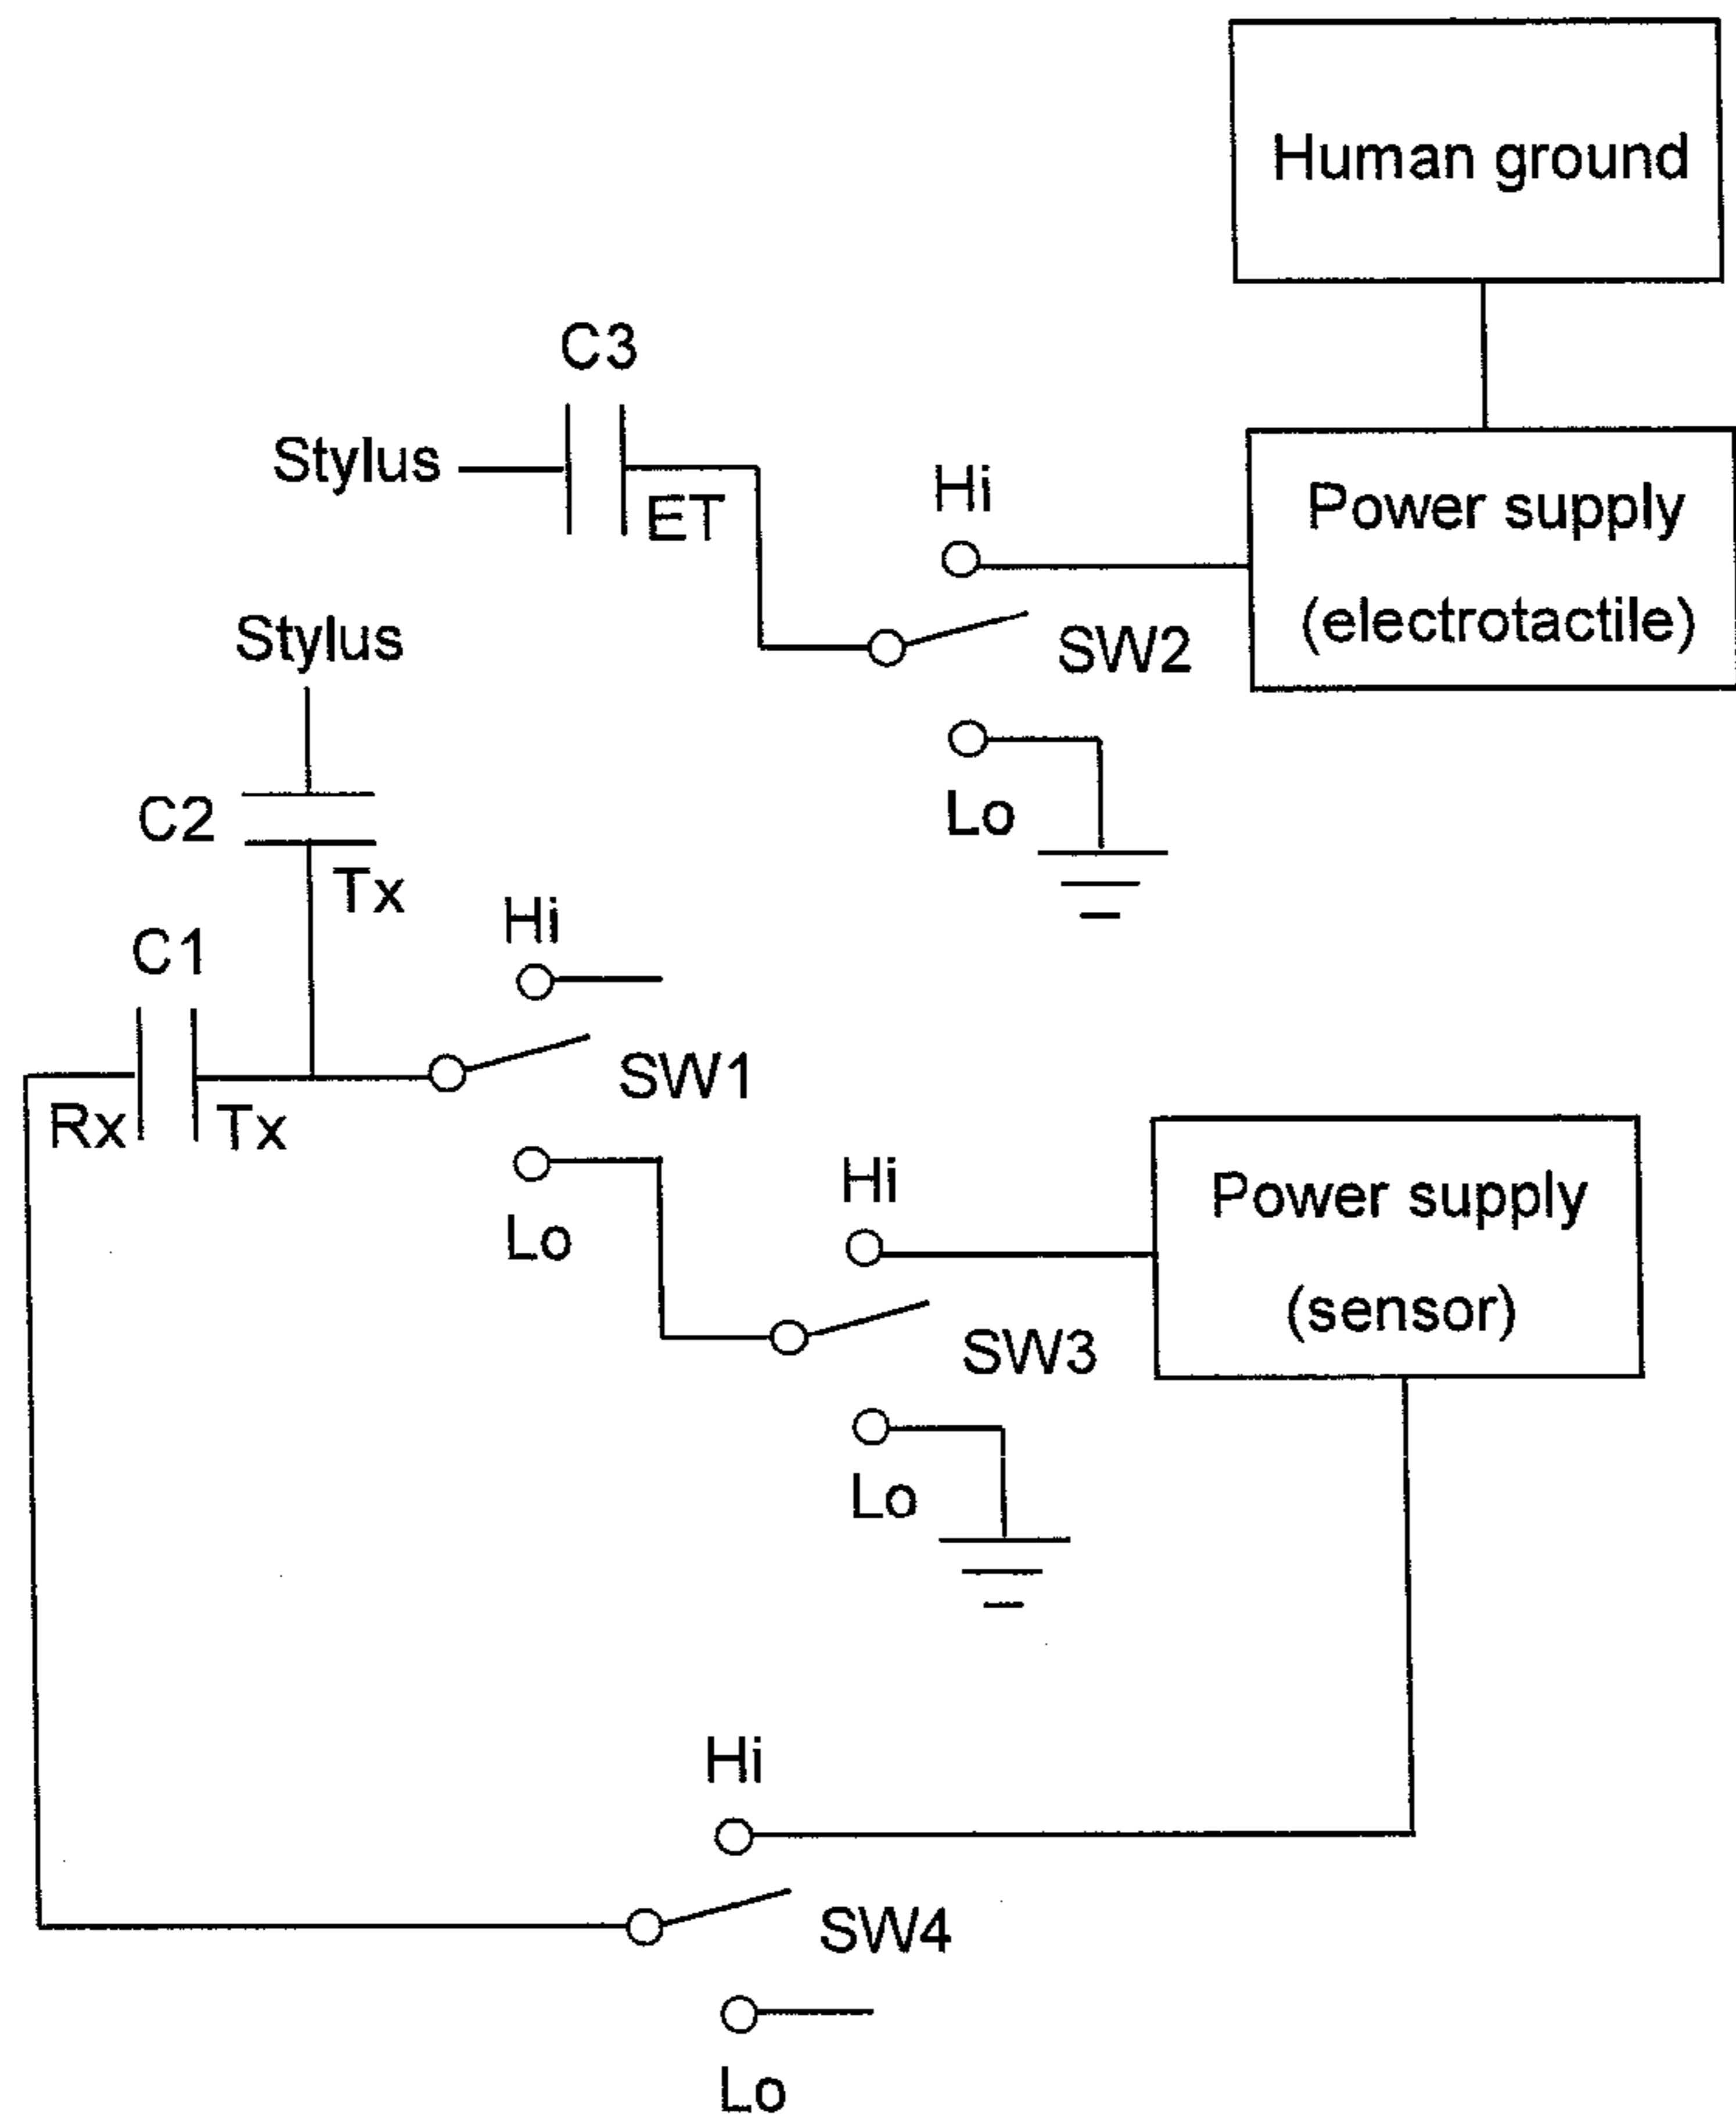 Human ground
C3
Stylus
ET
Hi
Power supply
(electrotactile)
SW2
Stylus
Lo
C2
Tx
Hi
C1
SW1
Rx
Tx
Hi
Power supply
(sensor)
Lo
SW3
Lo
Hi
SW4
Lo